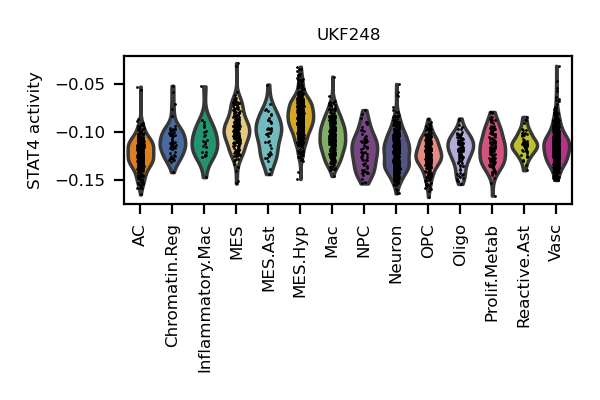 UKF248
STAT4 activity
−0.05
−0.10
−0.15
AC
Chromatin.Reg
Inflammatory.Mac
MES
MES.Ast
MES.Hyp
Mac
NPC
Neuron
OPC
Oligo
Prolif.Metab
Reactive.Ast
Vasc